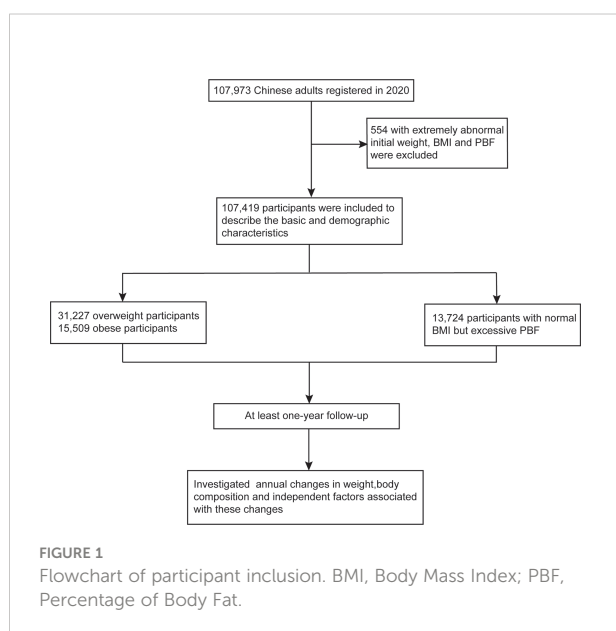 107,973 Chinese adults registered in 2020
554 with extremely abnormal
initial weight, BMI and PBF
were excluded
107,419 participants were included to
describe the basic and demographic
characteristics
31,227 overweight participants
15,509 obese participants
13,724 participants with normal
BMI but excessive PBF
At least one-year follow-up
Investigated annual changes in weight,body
composition and independent factors associated
with these changes
FIGURE 1
Flowchart of participant inclusion. BMI, Body Mass Index; PBF,
Percentage of Body Fat.